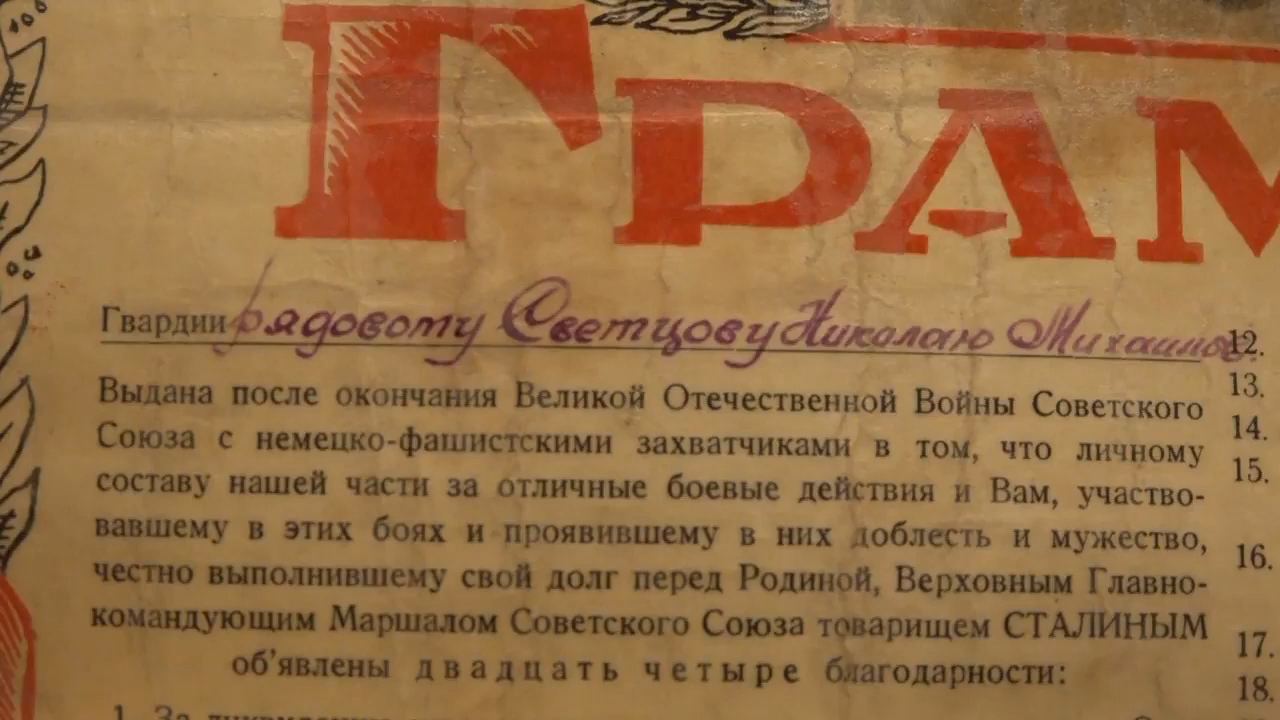 ГРАМ
Гвардии рядовому Светцову Николаю Михайлов
Выдана после окончания Великой Отечественной Войны Советского
Союза с немецко-фашистскими захватчиками в том, что личному
составу нашей части за отличные боевые действия и Вам, участво-
вавшему в этих боях и проявившему в них доблесть и мужество,
честно выполнившему свой долг перед Родиной, Верховным Главно-
командующим Маршалом Советского Союза товарищем СТАЛИНЫМ
об'явлены двадцать четыре благодарности:
1. За
12.
13.
14.
15.
16.
17.
18.